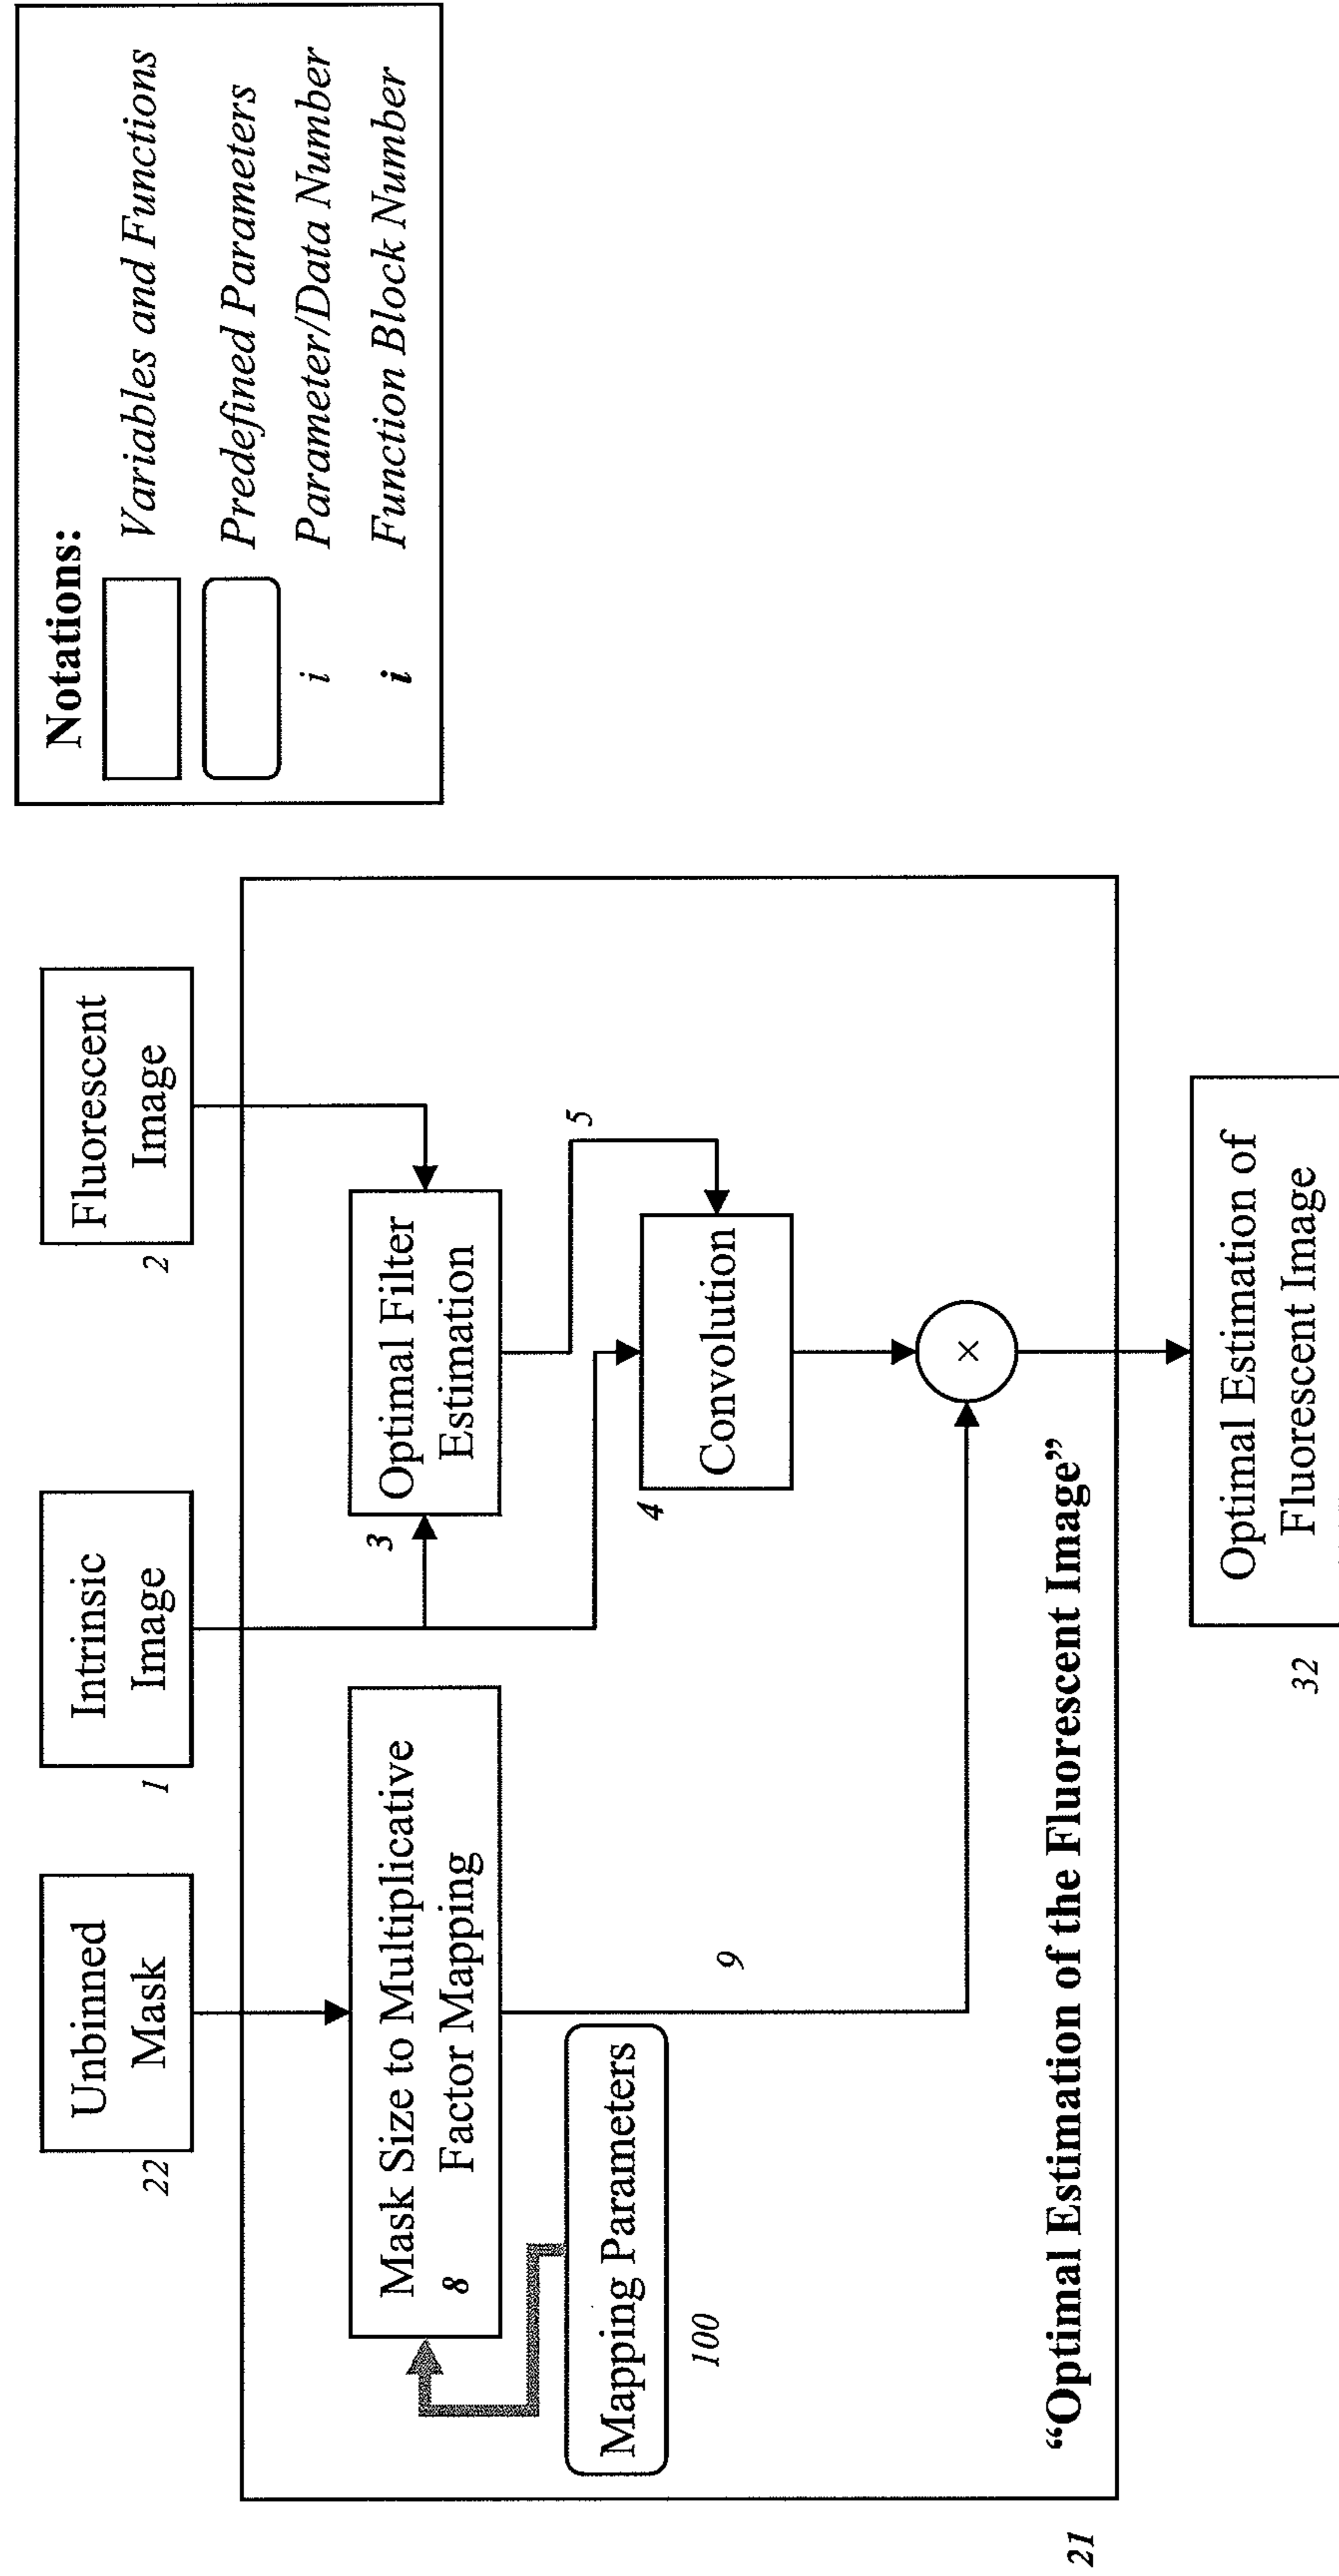 Notations:
Variables and Functions
Predefined Parameters
i Parameter/Data Number
i Function Block Number
Unbinned
Mask
22
Intrinsic
Image
1
Fluorescent
Image
2
Mask Size to Multiplicative
Factor Mapping
8
Optimal Filter
Estimation
3
Mapping Parameters
100
9
5
Convolution
4
×
"Optimal Estimation of the Fluorescent Image"
21
Optimal Estimation of
Fluorescent Image
32